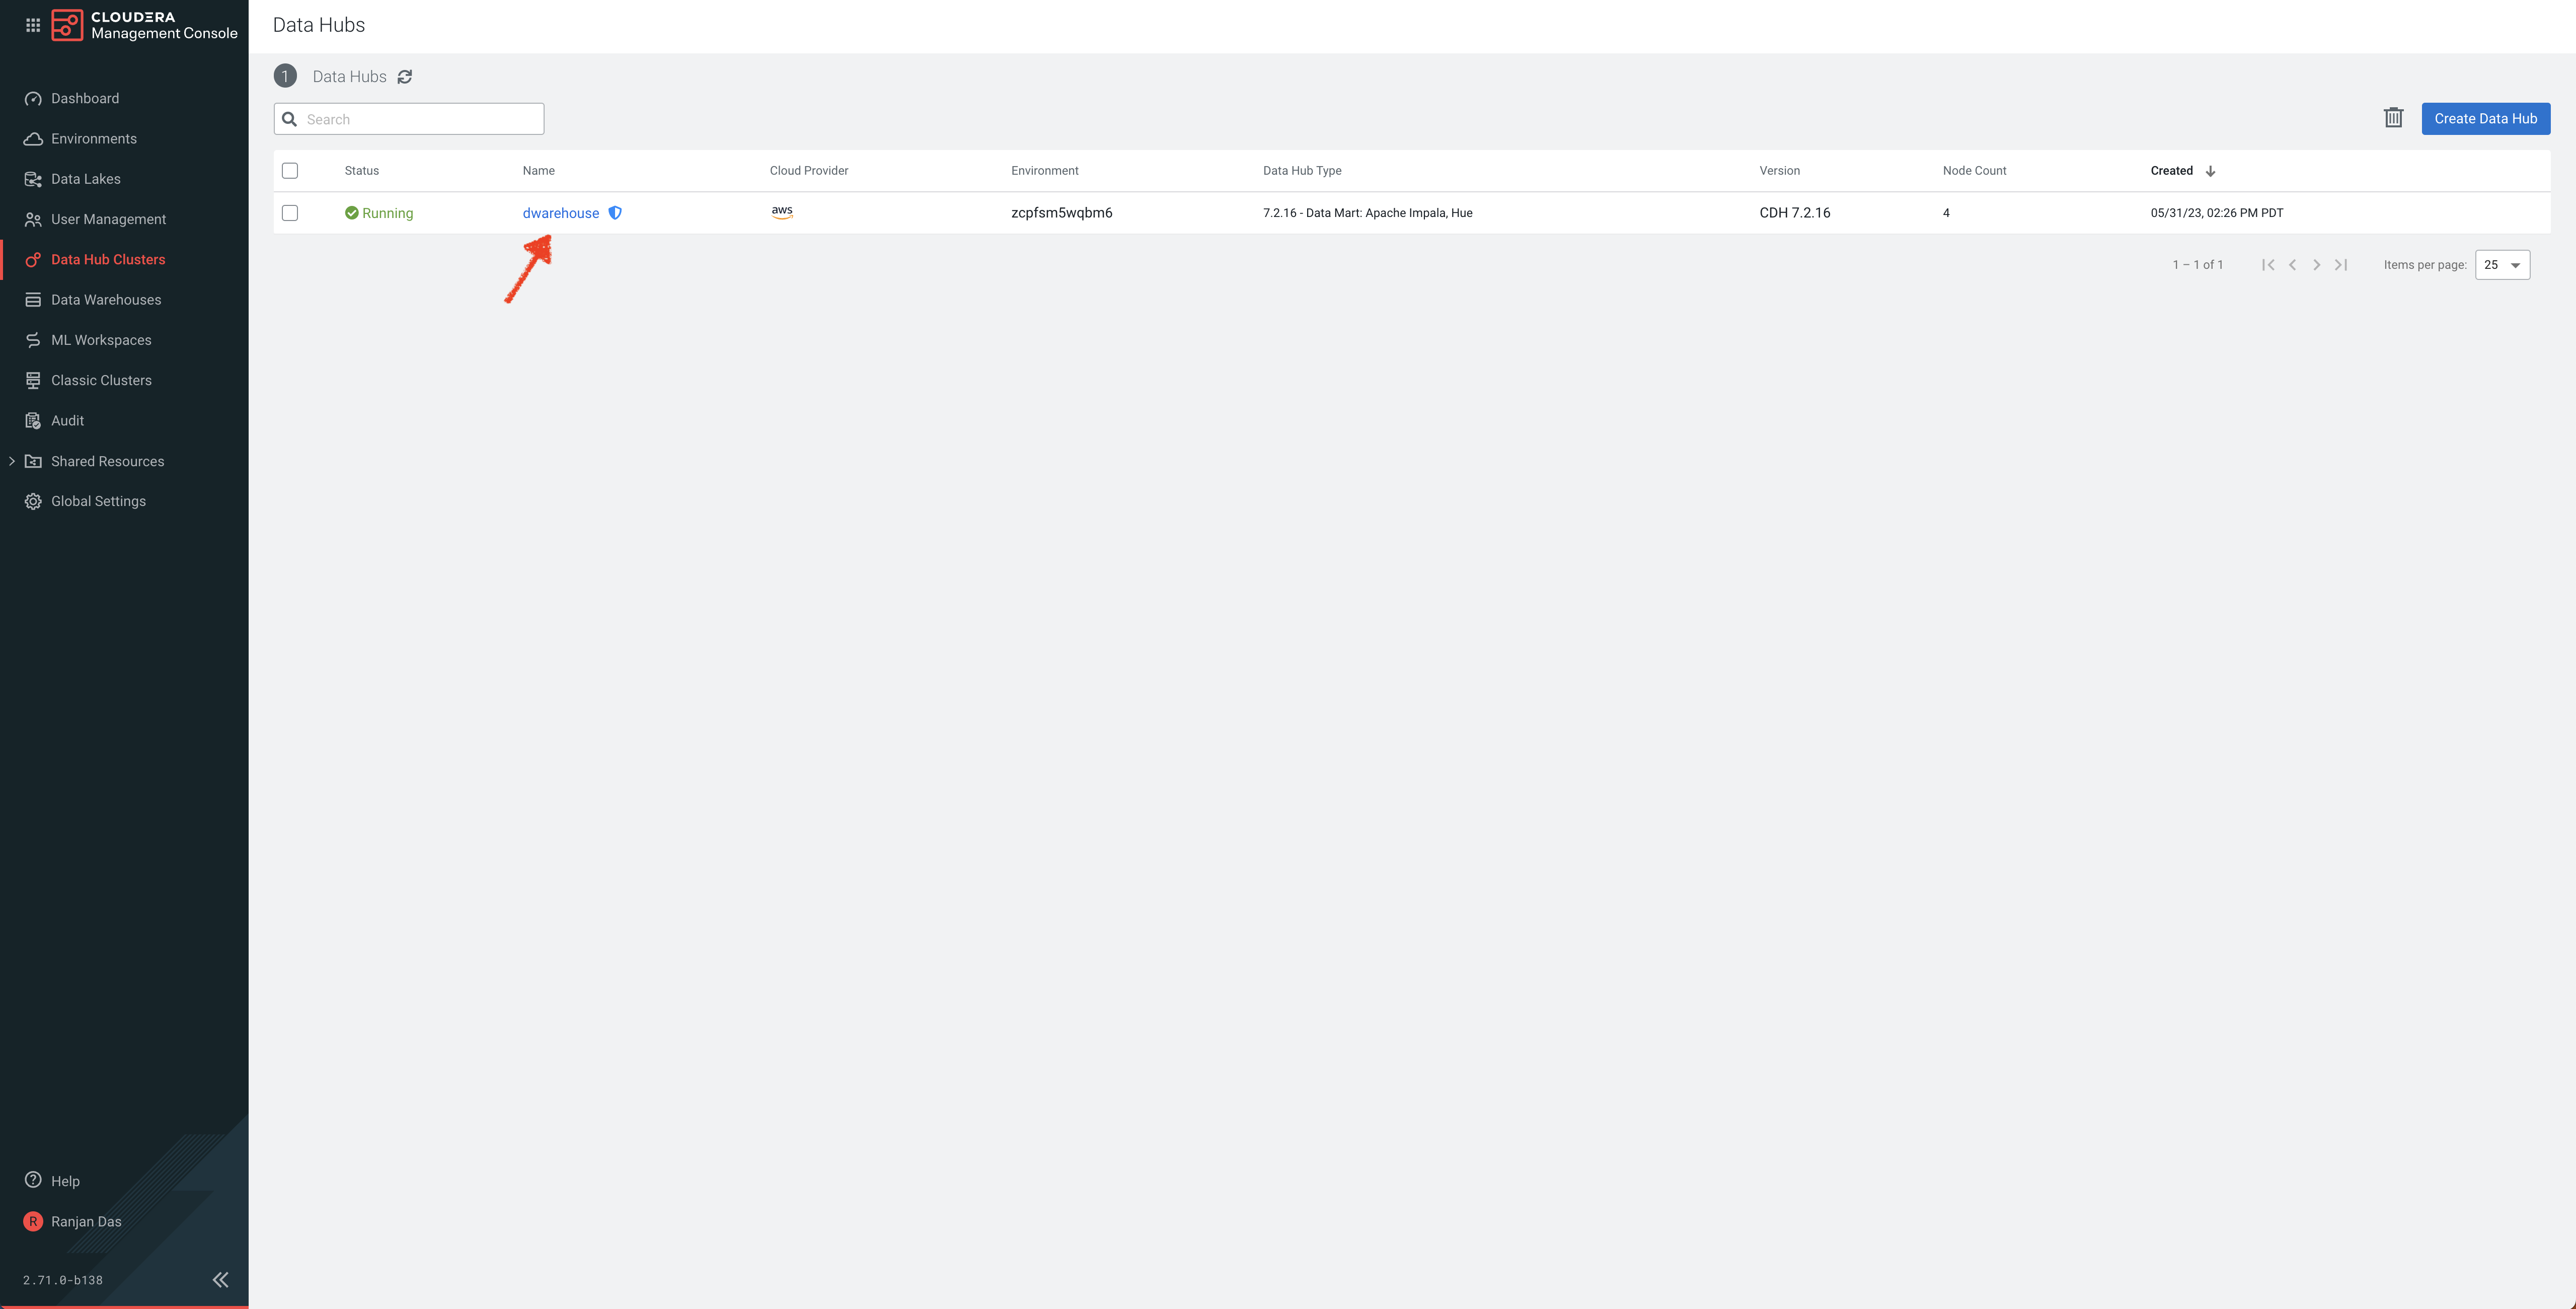 CLOUDERA
Management Console
Dashboard
Environments
Data Lakes
User Management
Data Hub Clusters
Data Warehouses
ML Workspaces
Classic Clusters
Audit
Shared Resources
Global Settings
Help
R Ranjan Das
2.71.0-b138
Data Hubs
1 Data Hubs
Search
Create Data Hub
Status Name Cloud Provider Environment Data Hub Type Version Node Count Created
Running dwarehouse aws zcpfsm5wqbm6 7.2.16 - Data Mart: Apache Impala, Hue CDH 7.2.16 4 05/31/23, 02:26 PM PDT
1 – 1 of 1 Items per page: 25